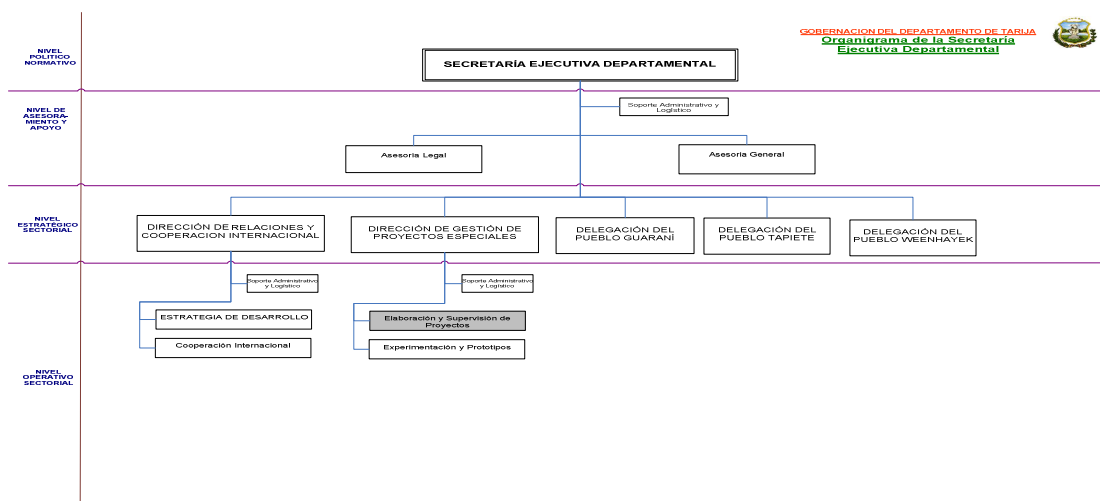 GOBERNACION DEL DEPARTAMENTO DE TARIJA
Organigrama de la Secretaría
Ejecutiva Departamental
NIVEL
POLITICO
NORMATIVO
SECRETARÍA EJECUTIVA DEPARTAMENTAL
NIVEL DE
ASESORA-
MIENTO Y
APOYO
Soporte Administrativo y
Logístico
Asesoría Legal
Asesoría General
NIVEL
ESTRATÉGICO
SECTORIAL
DIRECCIÓN DE RELACIONES Y
COOPERACION INTERNACIONAL
DIRECCIÓN DE GESTIÓN DE
PROYECTOS ESPECIALES
DELEGACIÓN DEL
PUEBLO GUARANÍ
DELEGACIÓN DEL
PUEBLO TAPIETE
DELEGACIÓN DEL
PUEBLO WEENHAYEK
Soporte Administrativo
y Logístico
Soporte Administrativo
y Logístico
ESTRATEGIA DE DESARROLLO
Cooperación Internacional
Elaboración y Supervisión de
Proyectos
Experimentación y Prototipos
NIVEL
OPERATIVO
SECTORIAL